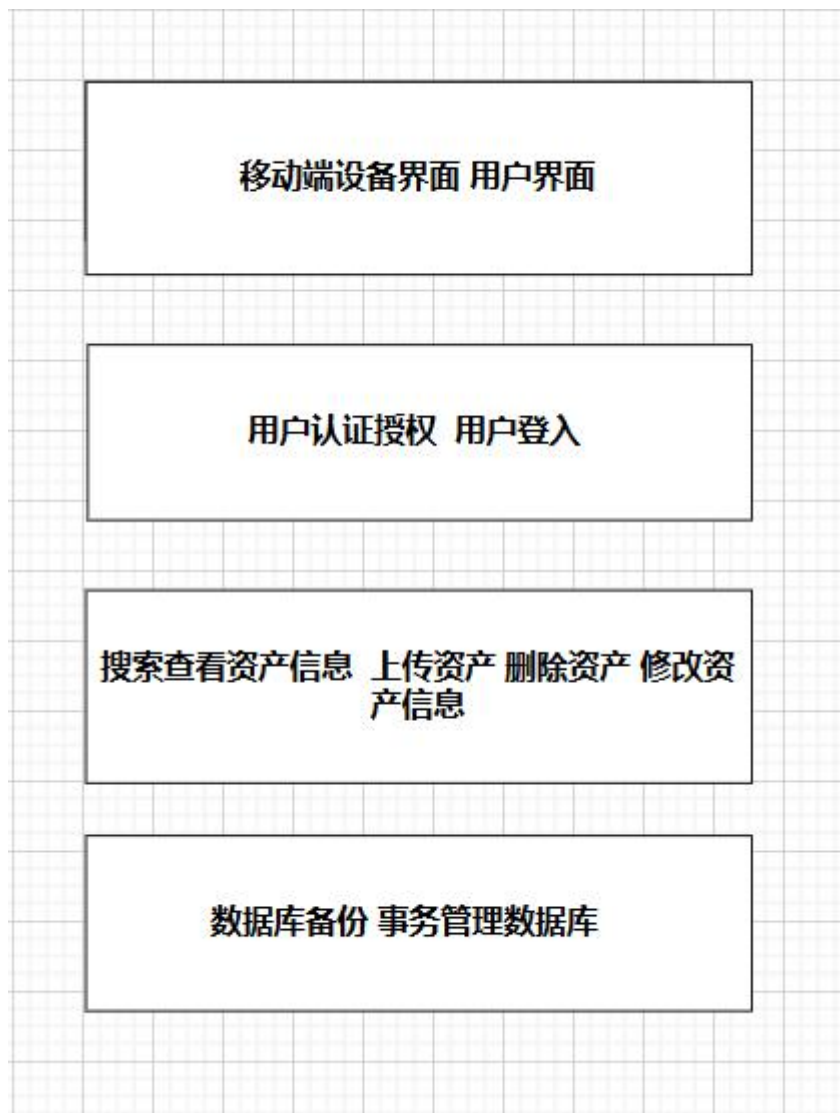 移动端设备界面 用户界面
用户认证授权 用户登入
搜索查看资产信息 上传资产 删除资产 修改资
产信息
数据库备份 事务管理数据库